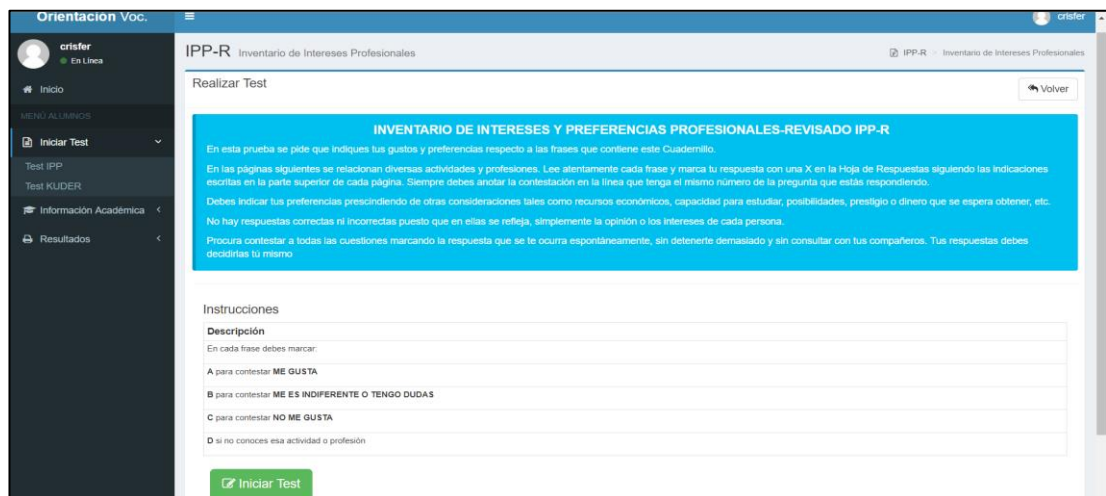 Orientación Voc.
crisfer
crisfer
En Línea
IPP-R Inventario de Intereses Profesionales
IPP-R > Inventario de Intereses Profesionales
Inicio
MENÚ ALUMNOS
Iniciar Test
Test IPP
Test KUDER
Información Académica
Resultados
Realizar Test
Volver
INVENTARIO DE INTERESES Y PREFERENCIAS PROFESIONALES-REVISADO IPP-R
En esta prueba se pide que indiques tus gustos y preferencias respecto a las frases que contiene este Cuadernillo.
En las páginas siguientes se relacionan diversas actividades y profesiones. Lee atentamente cada frase y marca tu respuesta con una X en la Hoja de Respuestas siguiendo las indicaciones
escritas en la parte superior de cada página. Siempre debes anotar la contestación en la línea que tenga el mismo número de la pregunta que estás respondiendo.
Debes indicar tus preferencias prescindiendo de otras consideraciones tales como recursos económicos, capacidad para estudiar, posibilidades, prestigio o dinero que se espera obtener, etc.
No hay respuestas correctas ni incorrectas puesto que en ellas se refleja, simplemente la opinión o los intereses de cada persona.
Procura contestar a todas las cuestiones marcando la respuesta que se te ocurra espontáneamente, sin detenerte demasiado y sin consultar con tus compañeros. Tus respuestas debes
decidirlas tú mismo
Instrucciones
Descripción
En cada frase debes marcar:
A para contestar ME GUSTA
B para contestar ME ES INDIFERENTE O TENGO DUDAS
C para contestar NO ME GUSTA
D si no conoces esa actividad o profesión
Iniciar Test